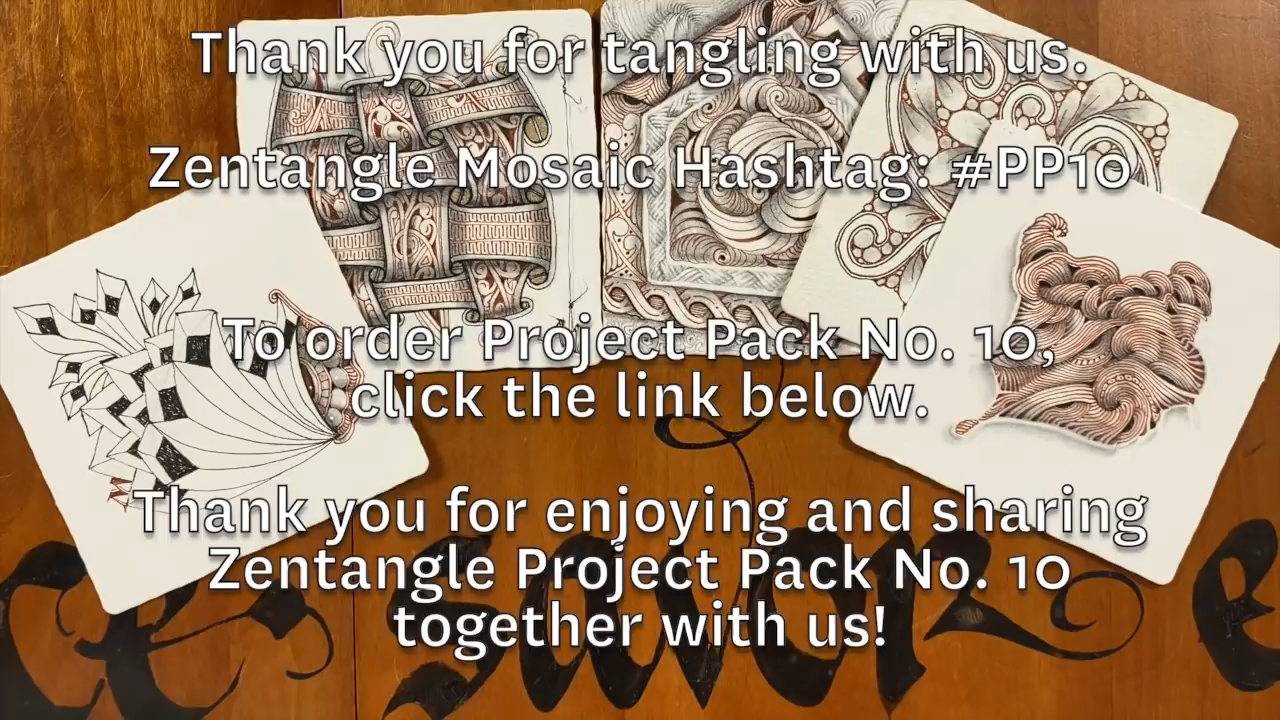 Thank you for tangling with us.
Zentangle Mosaic Hashtag: #PP10
To order Project Pack No. 10,
click the link below.
Thank you for enjoying and sharing
Zentangle Project Pack No. 10
together with us!
savor